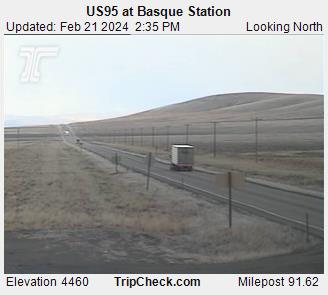 US95 at Basque Station
Updated: Feb 21 2024 2:35 PM Looking North
Elevation 4460 TripCheck.com Milepost 91.62